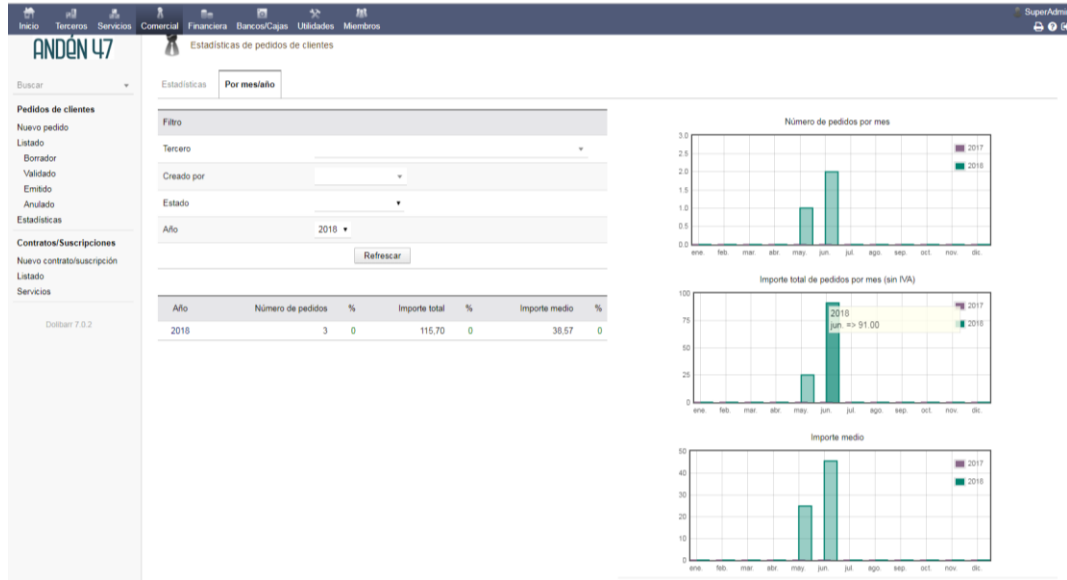 Inicio Terceros Servicios Comercial Financiera Bancos/Cajas Utilidades Miembros SuperAdmin
ANDÉN 47
Estadísticas de pedidos de clientes
Buscar
Estadísticas Por mes/año
Pedidos de clientes
Nuevo pedido
Listado
Borrador
Validado
Emitido
Anulado
Estadísticas
Contratos/Suscripciones
Nuevo contrato/suscripción
Listado
Servicios
Dolibarr 7.0.2
Filtro
Tercero
Creado por
Estado
Año 2018
Refrescar
Año Número de pedidos % Importe total % Importe medio %
2018 3 0 115,70 0 38,57 0
Número de pedidos por mes
3.0
2.5
2.0
1.5
1.0
0.5
0.0
2017
2018
ene. feb. mar. abr. may. jun. jul. ago. sep. oct. nov. dic.
Importe total de pedidos por mes (sin IVA)
100
75
50
25
0
2017
2018
2018
jun. => 91.00
ene. feb. mar. abr. may. jun. jul. ago. sep. oct. nov. dic.
Importe medio
50
40
30
20
10
0
2017
2018
ene. feb. mar. abr. may. jun. jul. ago. sep. oct. nov. dic.